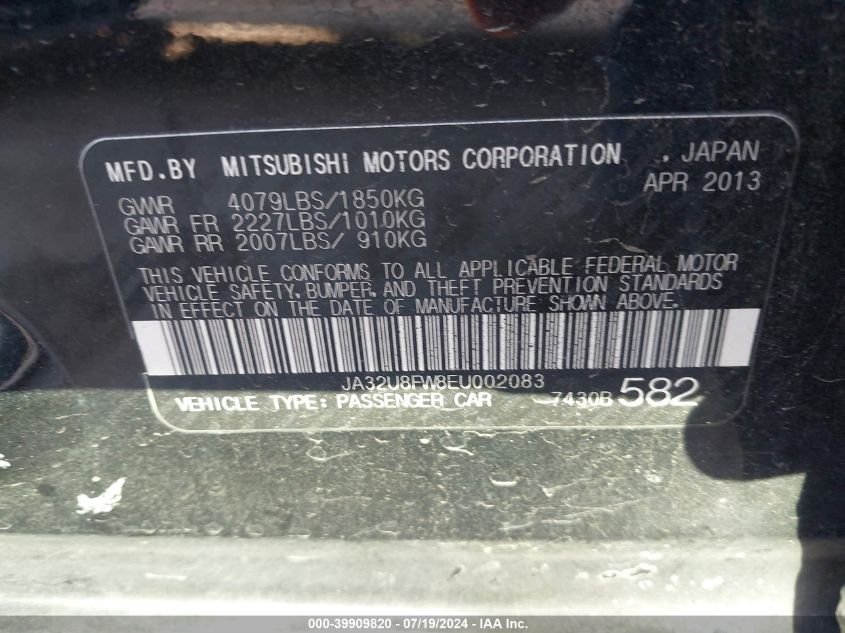 MFD.BY MITSUBISHI MOTORS CORPORATION . JAPAN
APR 2013
GVWR 4079LBS/1850KG
GAWR FR 2227LBS/1010KG
GAWR RR 2007LBS/ 910KG
THIS VEHICLE CONFORMS TO ALL APPLICABLE FEDERAL MOTOR
VEHICLE SAFETY, BUMPER, AND THEFT PREVENTION STANDARDS
IN EFFECT ON THE DATE OF MANUFACTURE SHOWN ABOVE.
JA32U8FW8EU002083
VEHICLE TYPE: PASSENGER CAR 7430B 582
000-39909820 - 07/19/2024 - IAA Inc.